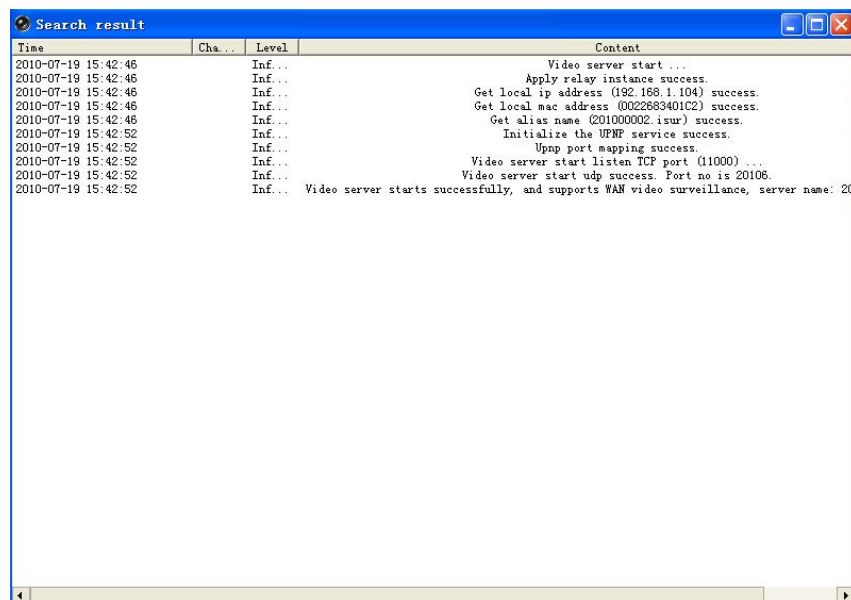 Search result
Time Cha... Level Content
2010-07-19 15:42:46 Inf... Video server start ...
2010-07-19 15:42:46 Inf... Apply relay instance success.
2010-07-19 15:42:46 Inf... Get local ip address (192.168.1.104) success.
2010-07-19 15:42:46 Inf... Get local mac address (0022683401C2) success.
2010-07-19 15:42:46 Inf... Get alias name (201000002.isur) success.
2010-07-19 15:42:52 Inf... Initialize the UPNP service success.
2010-07-19 15:42:52 Inf... Upnp port mapping success.
2010-07-19 15:42:52 Inf... Video server start listen TCP port (11000) ...
2010-07-19 15:42:52 Inf... Video server start udp success. Port no is 20106.
2010-07-19 15:42:52 Inf... Video server starts successfully, and supports WAN video surveillance, server name: 20